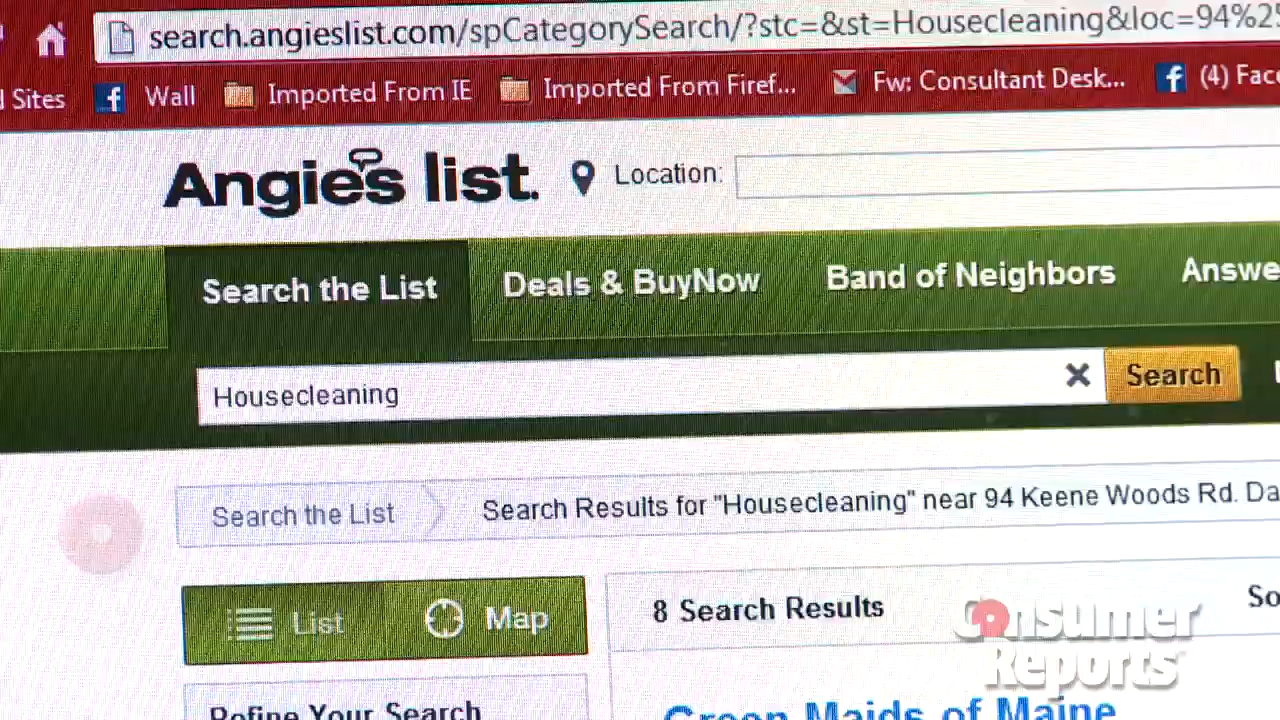 search.angieslist.com/spCategorySearch/?stc=&st=Housecleaning&loc=94%25
Sites Wall Imported From IE Imported From Firef... Fw: Consultant Desk... (4) Fac
Angie's list. Location:
Search the List Deals & BuyNow Band of Neighbors Answe
Housecleaning Search
Search the List Search Results for "Housecleaning" near 94 Keene Woods Rd. Da
List Map 8 Search Results So
Consumer
Reports
Refine Your Search Green Maids of Maine